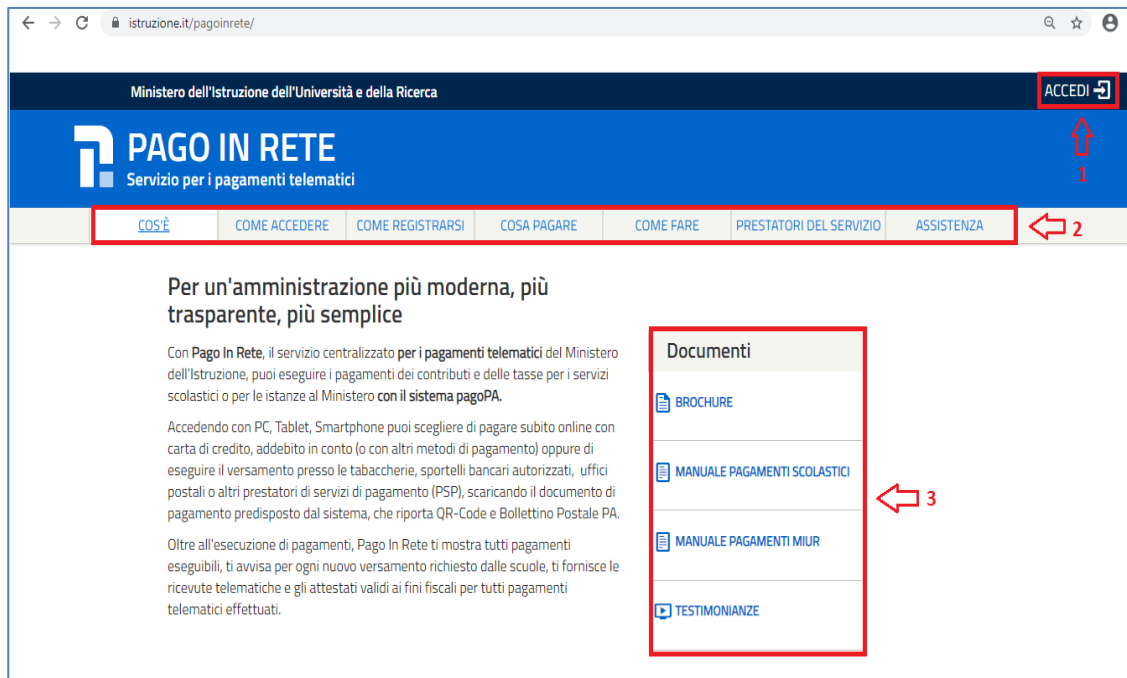 istruzione.it/pagoinrete/
Ministero dell'Istruzione dell'Università e della Ricerca
ACCEDI
1
PAGO IN RETE
Servizio per i pagamenti telematici
COS'È COME ACCEDERE COME REGISTRARSI COSA PAGARE COME FARE PRESTATORI DEL SERVIZIO ASSISTENZA
2
Per un'amministrazione più moderna, più
trasparente, più semplice
Con Pago In Rete, il servizio centralizzato per i pagamenti telematici del Ministero
dell'Istruzione, puoi eseguire i pagamenti dei contributi e delle tasse per i servizi
scolastici o per le istanze al Ministero con il sistema pagoPA.
Accedendo con PC, Tablet, Smartphone puoi scegliere di pagare subito online con
carta di credito, addebito in conto (o con altri metodi di pagamento) oppure di
eseguire il versamento presso le tabaccherie, sportelli bancari autorizzati, uffici
postali o altri prestatori di servizi di pagamento (PSP), scaricando il documento di
pagamento predisposto dal sistema, che riporta QR-Code e Bollettino Postale PA.
Oltre all'esecuzione di pagamenti, Pago In Rete ti mostra tutti pagamenti
eseguibili, ti avvisa per ogni nuovo versamento richiesto dalle scuole, ti fornisce le
ricevute telematiche e gli attestati validi ai fini fiscali per tutti pagamenti
telematici effettuati.
Documenti
BROCHURE
MANUALE PAGAMENTI SCOLASTICI
MANUALE PAGAMENTI MIUR
TESTIMONIANZE
3